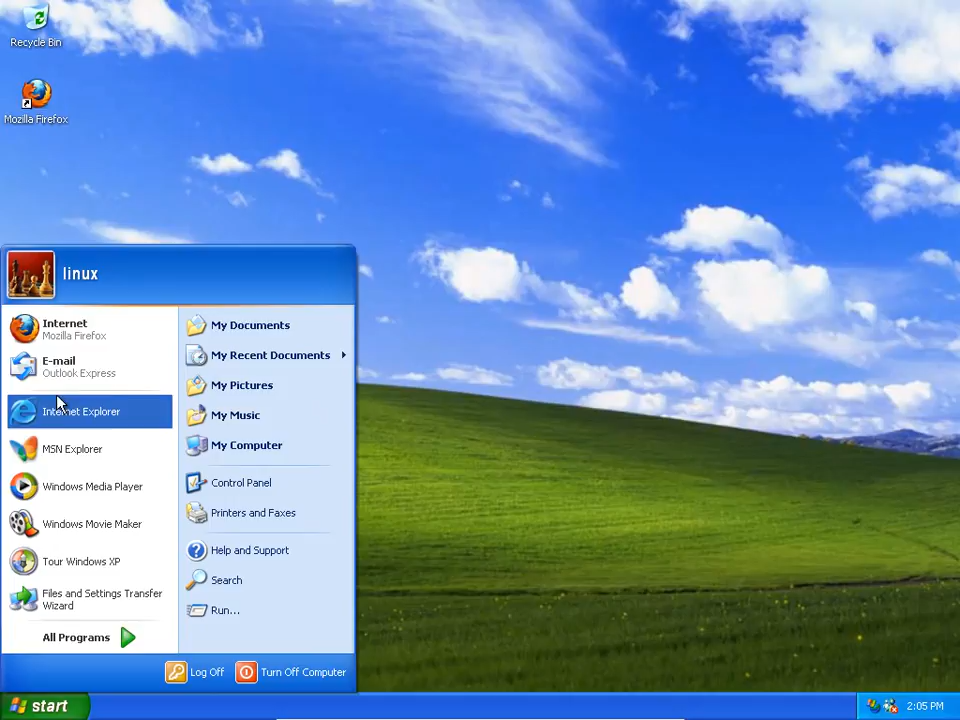 Recycle Bin
Mozilla Firefox
linux
Internet
Mozilla Firefox
E-mail
Outlook Express
Internet Explorer
MSN Explorer
Windows Media Player
Windows Movie Maker
Tour Windows XP
Files and Settings Transfer
Wizard
All Programs
My Documents
My Recent Documents
My Pictures
My Music
My Computer
Control Panel
Printers and Faxes
Help and Support
Search
Run...
Log Off
Turn Off Computer
start
2:05 PM